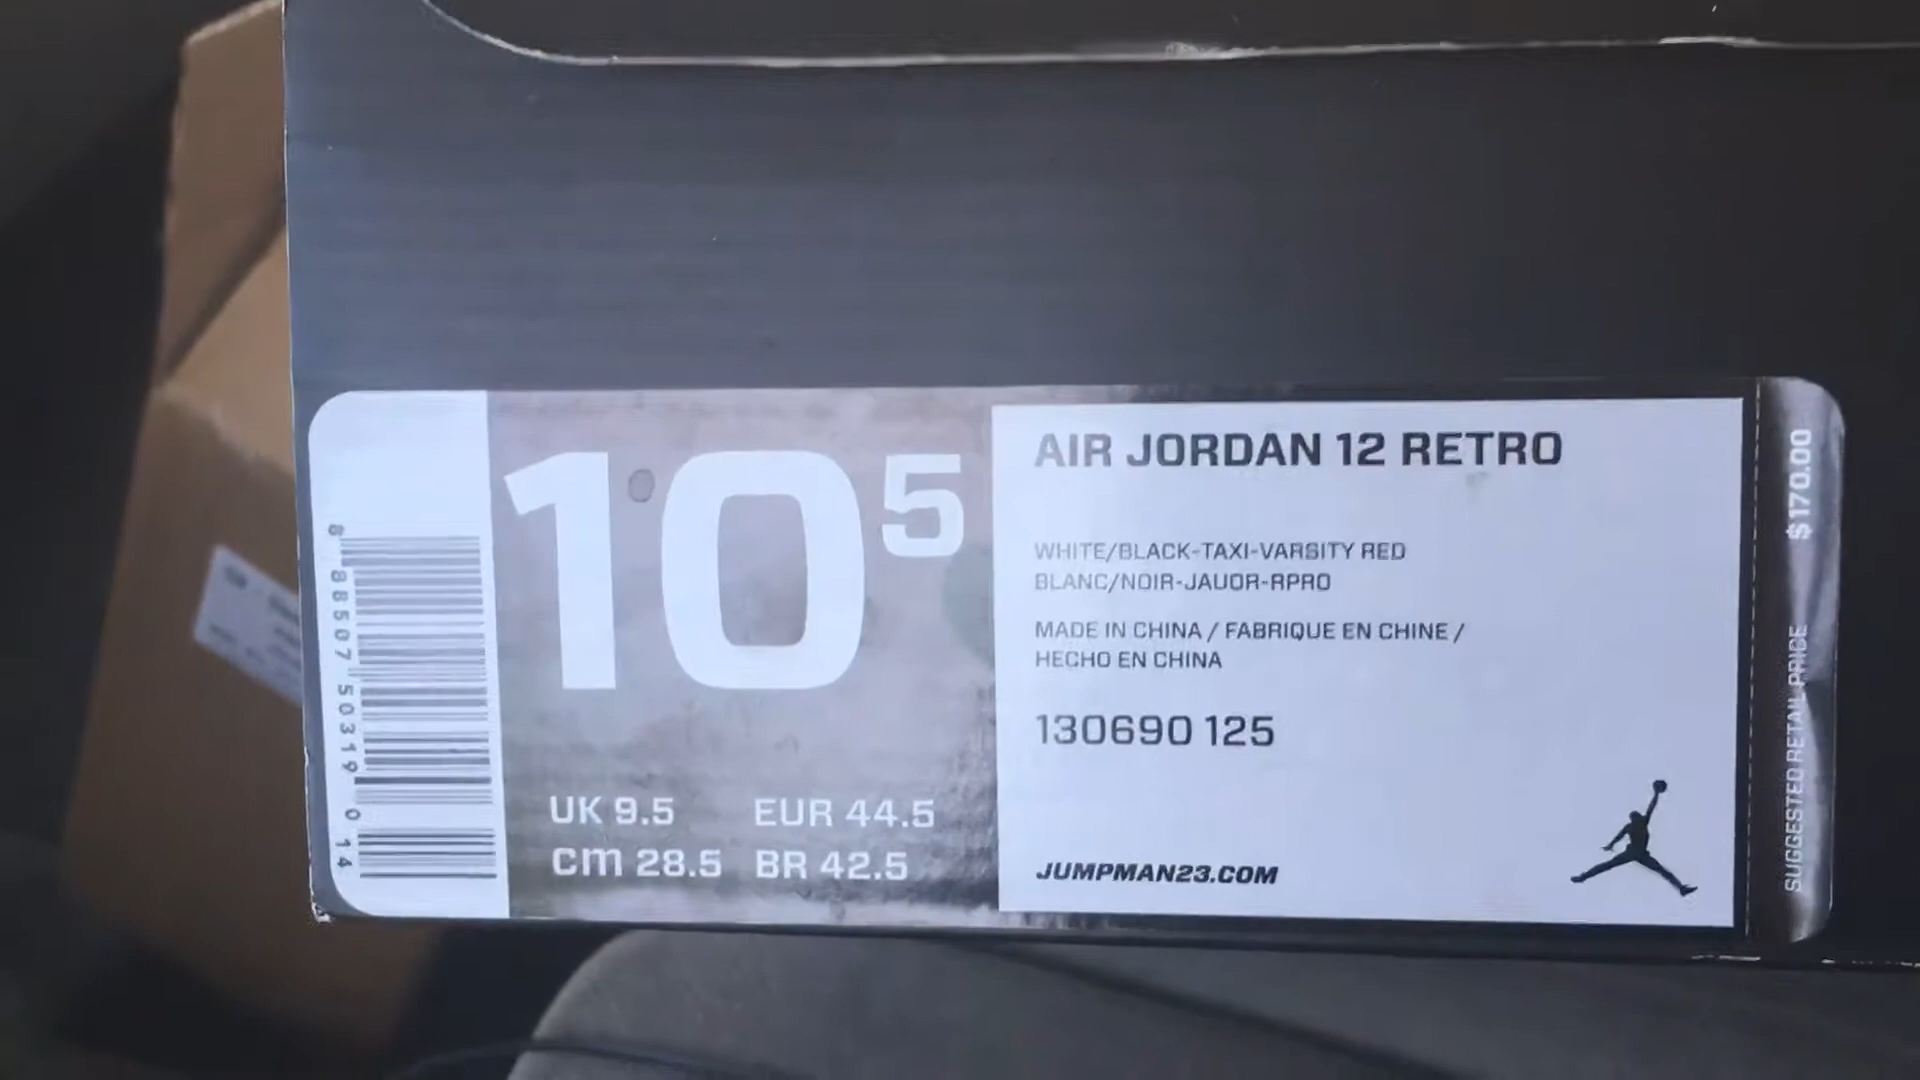 8 88507 50319 0 14
10 5
UK 9.5 EUR 44.5
cm 28.5 BR 42.5
AIR JORDAN 12 RETRO
WHITE/BLACK-TAXI-VARSITY RED
BLANC/NOIR-JAUOR-RPRO
MADE IN CHINA / FABRIQUE EN CHINE /
HECHO EN CHINA
130690 125
JUMPMAN23.COM
SUGGESTED RETAIL PRICE $170.00